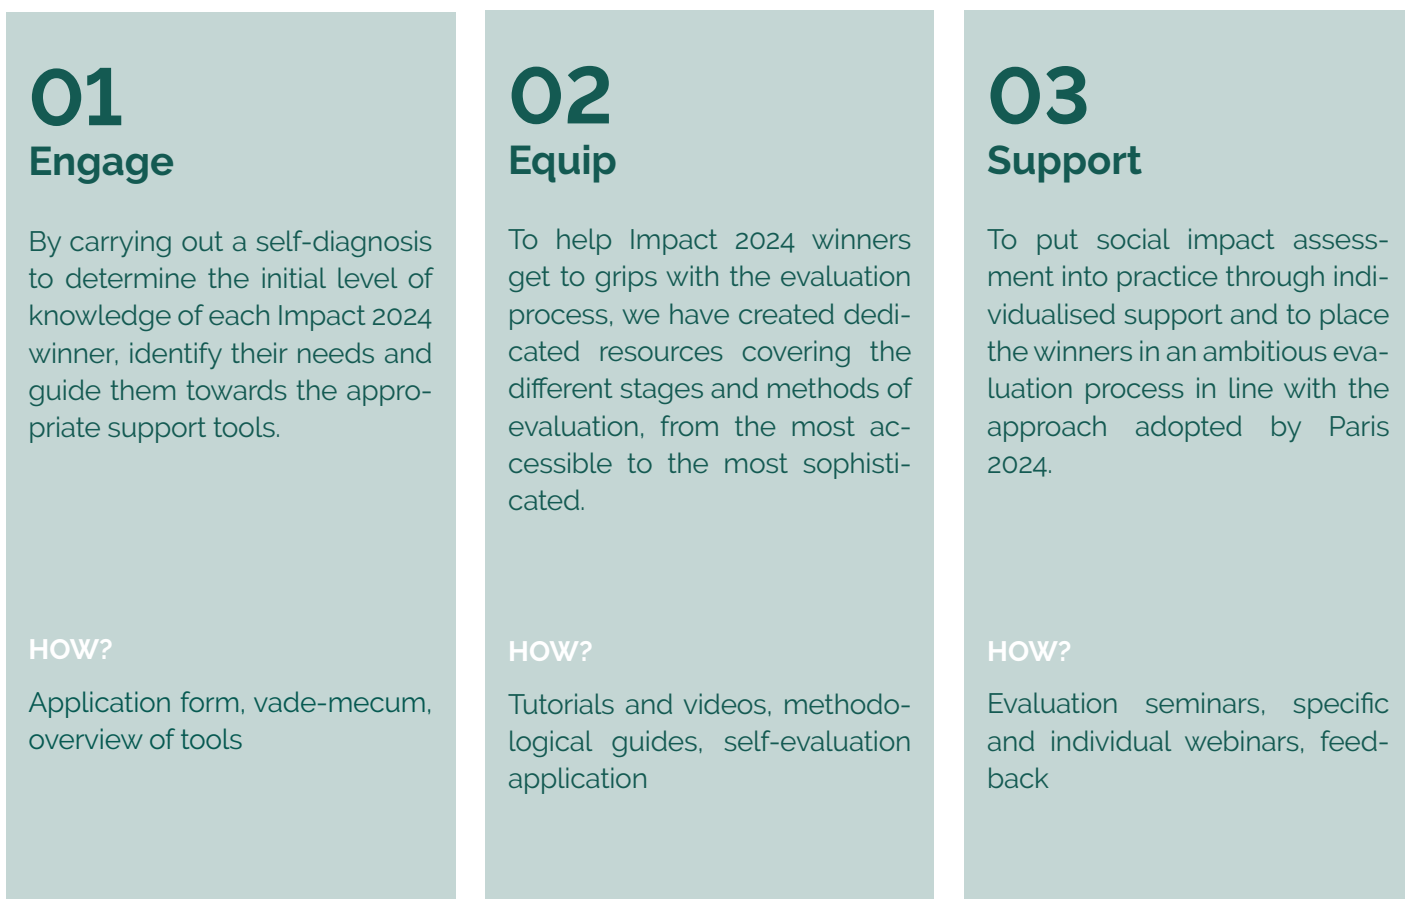 01
Engage
By carrying out a self-diagnosis
to determine the initial level of
knowledge of each Impact 2024
winner, identify their needs and
guide them towards the appro-
priate support tools.
HOW?
Application form, vade-mecum,
overview of tools
02
Equip
To help Impact 2024 winners
get to grips with the evaluation
process, we have created dedi-
cated resources covering the
different stages and methods of
evaluation, from the most ac-
cessible to the most sophisti-
cated.
HOW?
Tutorials and videos, methodo-
logical guides, self-evaluation
application
03
Support
To put social impact assess-
ment into practice through indi-
vidualised support and to place
the winners in an ambitious eva-
luation process in line with the
approach adopted by Paris
2024.
HOW?
Evaluation seminars, specific
and individual webinars, feed-
back